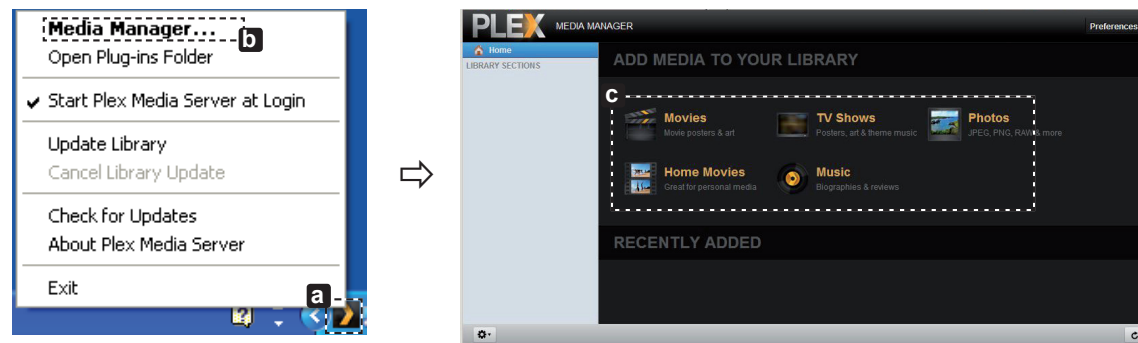 Media Manager...
b
Open Plug-ins Folder
Start Plex Media Server at Login
Update Library
Cancel Library Update
Check for Updates
About Plex Media Server
Exit
a
PLEX MEDIA MANAGER
Preferences
Home
LIBRARY SECTIONS
ADD MEDIA TO YOUR LIBRARY
c
Movies
Movie posters & art
TV Shows
Posters, art & theme music
Photos
JPEG, PNG, RAW & more
Home Movies
Great for personal media
Music
Biographies & reviews
RECENTLY ADDED